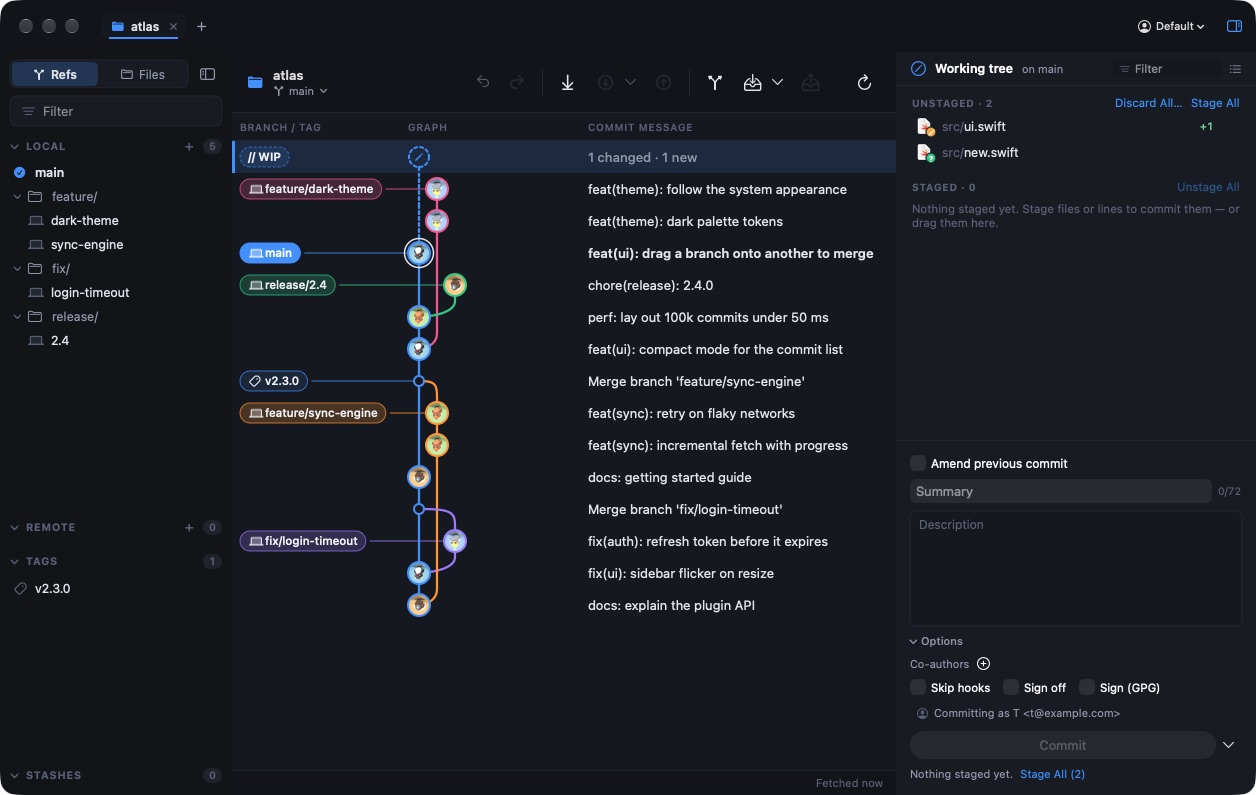 atlas
Default
Refs
Files
Filter
LOCAL 5
main
feature/
dark-theme
sync-engine
fix/
login-timeout
release/
2.4
REMOTE 0
TAGS 1
v2.3.0
STASHES 0
atlas
main
BRANCH / TAG GRAPH COMMIT MESSAGE
// WIP 1 changed · 1 new
feature/dark-theme feat(theme): follow the system appearance
feat(theme): dark palette tokens
main feat(ui): drag a branch onto another to merge
release/2.4 chore(release): 2.4.0
perf: lay out 100k commits under 50 ms
feat(ui): compact mode for the commit list
v2.3.0 Merge branch 'feature/sync-engine'
feature/sync-engine feat(sync): retry on flaky networks
feat(sync): incremental fetch with progress
docs: getting started guide
Merge branch 'fix/login-timeout'
fix/login-timeout fix(auth): refresh token before it expires
fix(ui): sidebar flicker on resize
docs: explain the plugin API
Fetched now
Working tree on main Filter
UNSTAGED · 2 Discard All... Stage All
src/ui.swift +1
src/new.swift
STAGED · 0 Unstage All
Nothing staged yet. Stage files or lines to commit them — or
drag them here.
Amend previous commit
Summary 0/72
Description
Options
Co-authors
Skip hooks Sign off Sign (GPG)
Committing as T <t@example.com>
Commit
Nothing staged yet. Stage All (2)